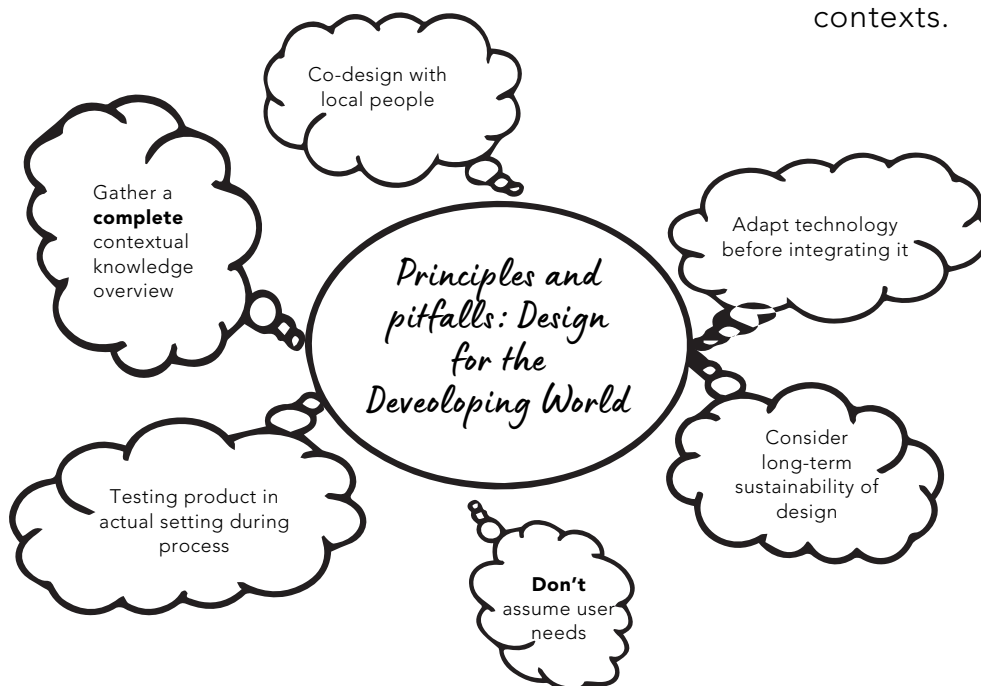 contexts.
Co-design with
local people
Gather a
complete
contextual
knowledge
overview
Adapt technology
before integrating it
Principles and
pitfalls: Design
for the
Deveoloping World
Consider
long-term
sustainability of
design
Testing product in
actual setting during
process
Don't
assume user
needs